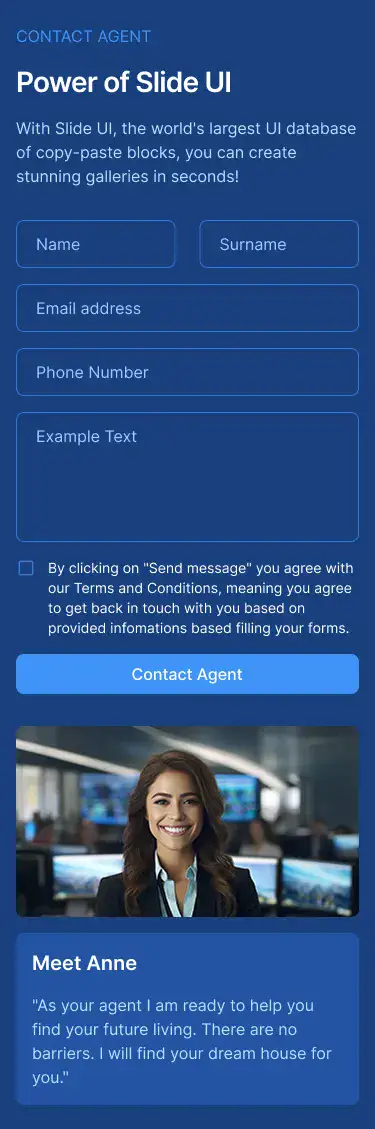 CONTACT AGENT
Power of Slide UI
With Slide UI, the world's largest UI database
of copy-paste blocks, you can create
stunning galleries in seconds!
Name
Surname
Email address
Phone Number
Example Text
By clicking on "Send message" you agree with
our Terms and Conditions, meaning you agree
to get back in touch with you based on
provided infomations based filling your forms.
Contact Agent
Meet Anne
"As your agent I am ready to help you
find your future living. There are no
barriers. I will find your dream house for
you."